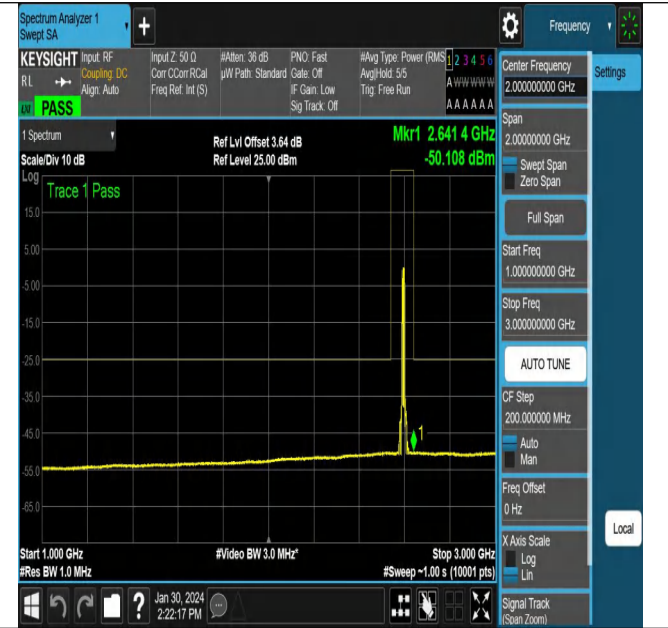 Spectrum Analyzer 1
Swept SA
+
Frequency
KEYSIGHT
RL
LXI
PASS
Input: RF
Coupling: DC
Align: Auto
Input Z: 50 Ω
Corr CCorr RCal
Freq Ref: Int (S)
#Atten: 36 dB
µW Path: Standard
PNO: Fast
Gate: Off
IF Gain: Low
Sig Track: Off
#Avg Type: Power (RMS
Avg|Hold: 5/5
Trig: Free Run
1 2 3 4 5 6
A W W W W W
A A A A A A
Center Frequency
2.000000000 GHz
Settings
Span
2.00000000 GHz
Swept Span
Zero Span
Full Span
Start Freq
1.000000000 GHz
Stop Freq
3.000000000 GHz
AUTO TUNE
CF Step
200.000000 MHz
Auto
Man
Freq Offset
0 Hz
X Axis Scale
Log
Lin
Signal Track
(Span Zoom)
Local
1 Spectrum
Scale/Div 10 dB
Ref Lvl Offset 3.64 dB
Ref Level 25.00 dBm
Mkr1 2.641 4 GHz
-50.108 dBm
Log
Trace 1 Pass
15.0
5.00
-5.00
-15.0
-25.0
-35.0
-45.0
-55.0
-65.0
1
Start 1.000 GHz
#Res BW 1.0 MHz
#Video BW 3.0 MHz*
Stop 3.000 GHz
#Sweep ~1.00 s (10001 pts)
?
Jan 30, 2024
2:22:17 PM